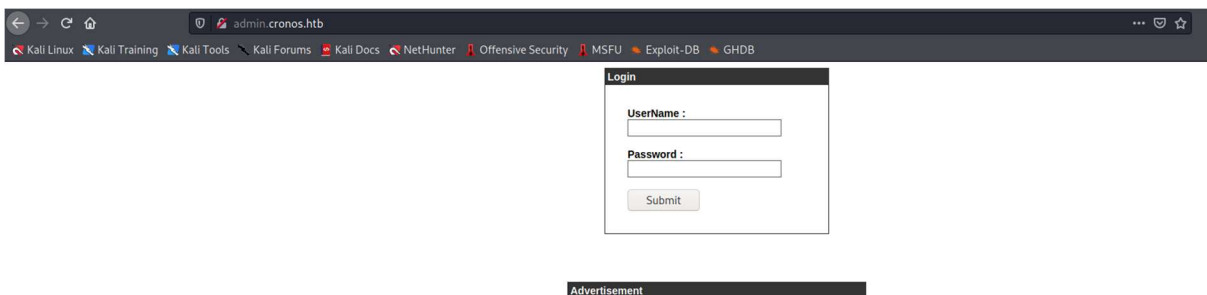 admin.cronos.htb
Kali Linux Kali Training Kali Tools Kali Forums Kali Docs NetHunter Offensive Security MSFU Exploit-DB GHDB
Login
UserName :
Password :
Submit
Advertisement